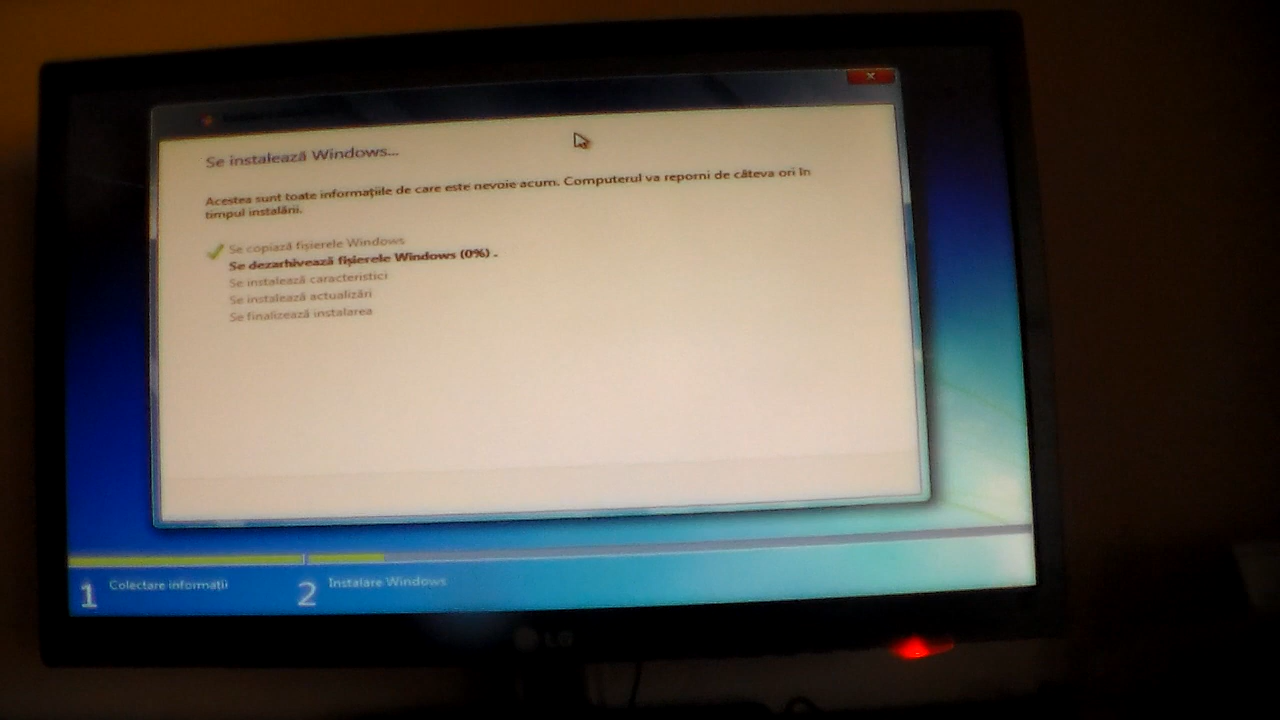 Se instalează Windows...
Acestea sunt toate informațiile de care este nevoie acum. Computerul va reporni de câteva ori în
timpul instalării.
Se copiază fișierele Windows
Se dezarhivează fișierele Windows (0%) .
Se instalează caracteristici
Se instalează actualizări
Se finalizează instalarea
1 Colectare informații
2 Instalare Windows
LG